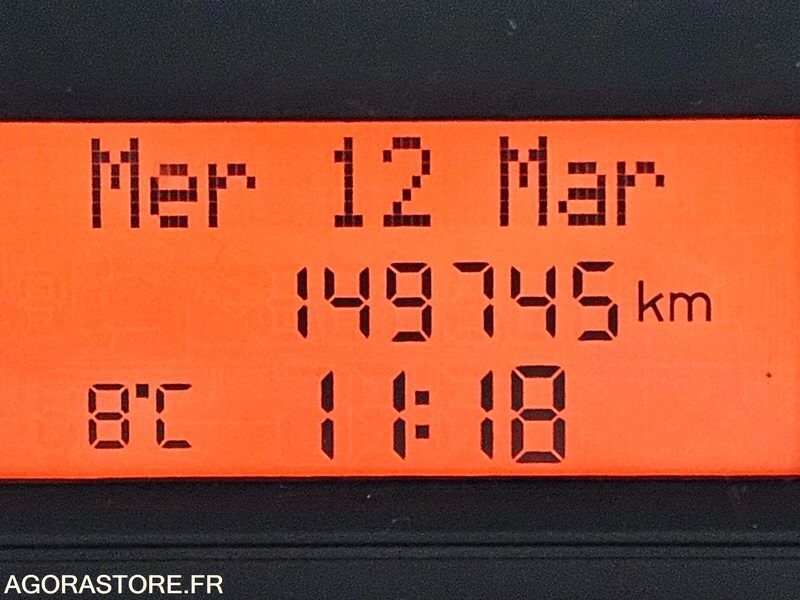 Mer 12 Mar
149745 km
8°C 11:18
AGORASTORE.FR